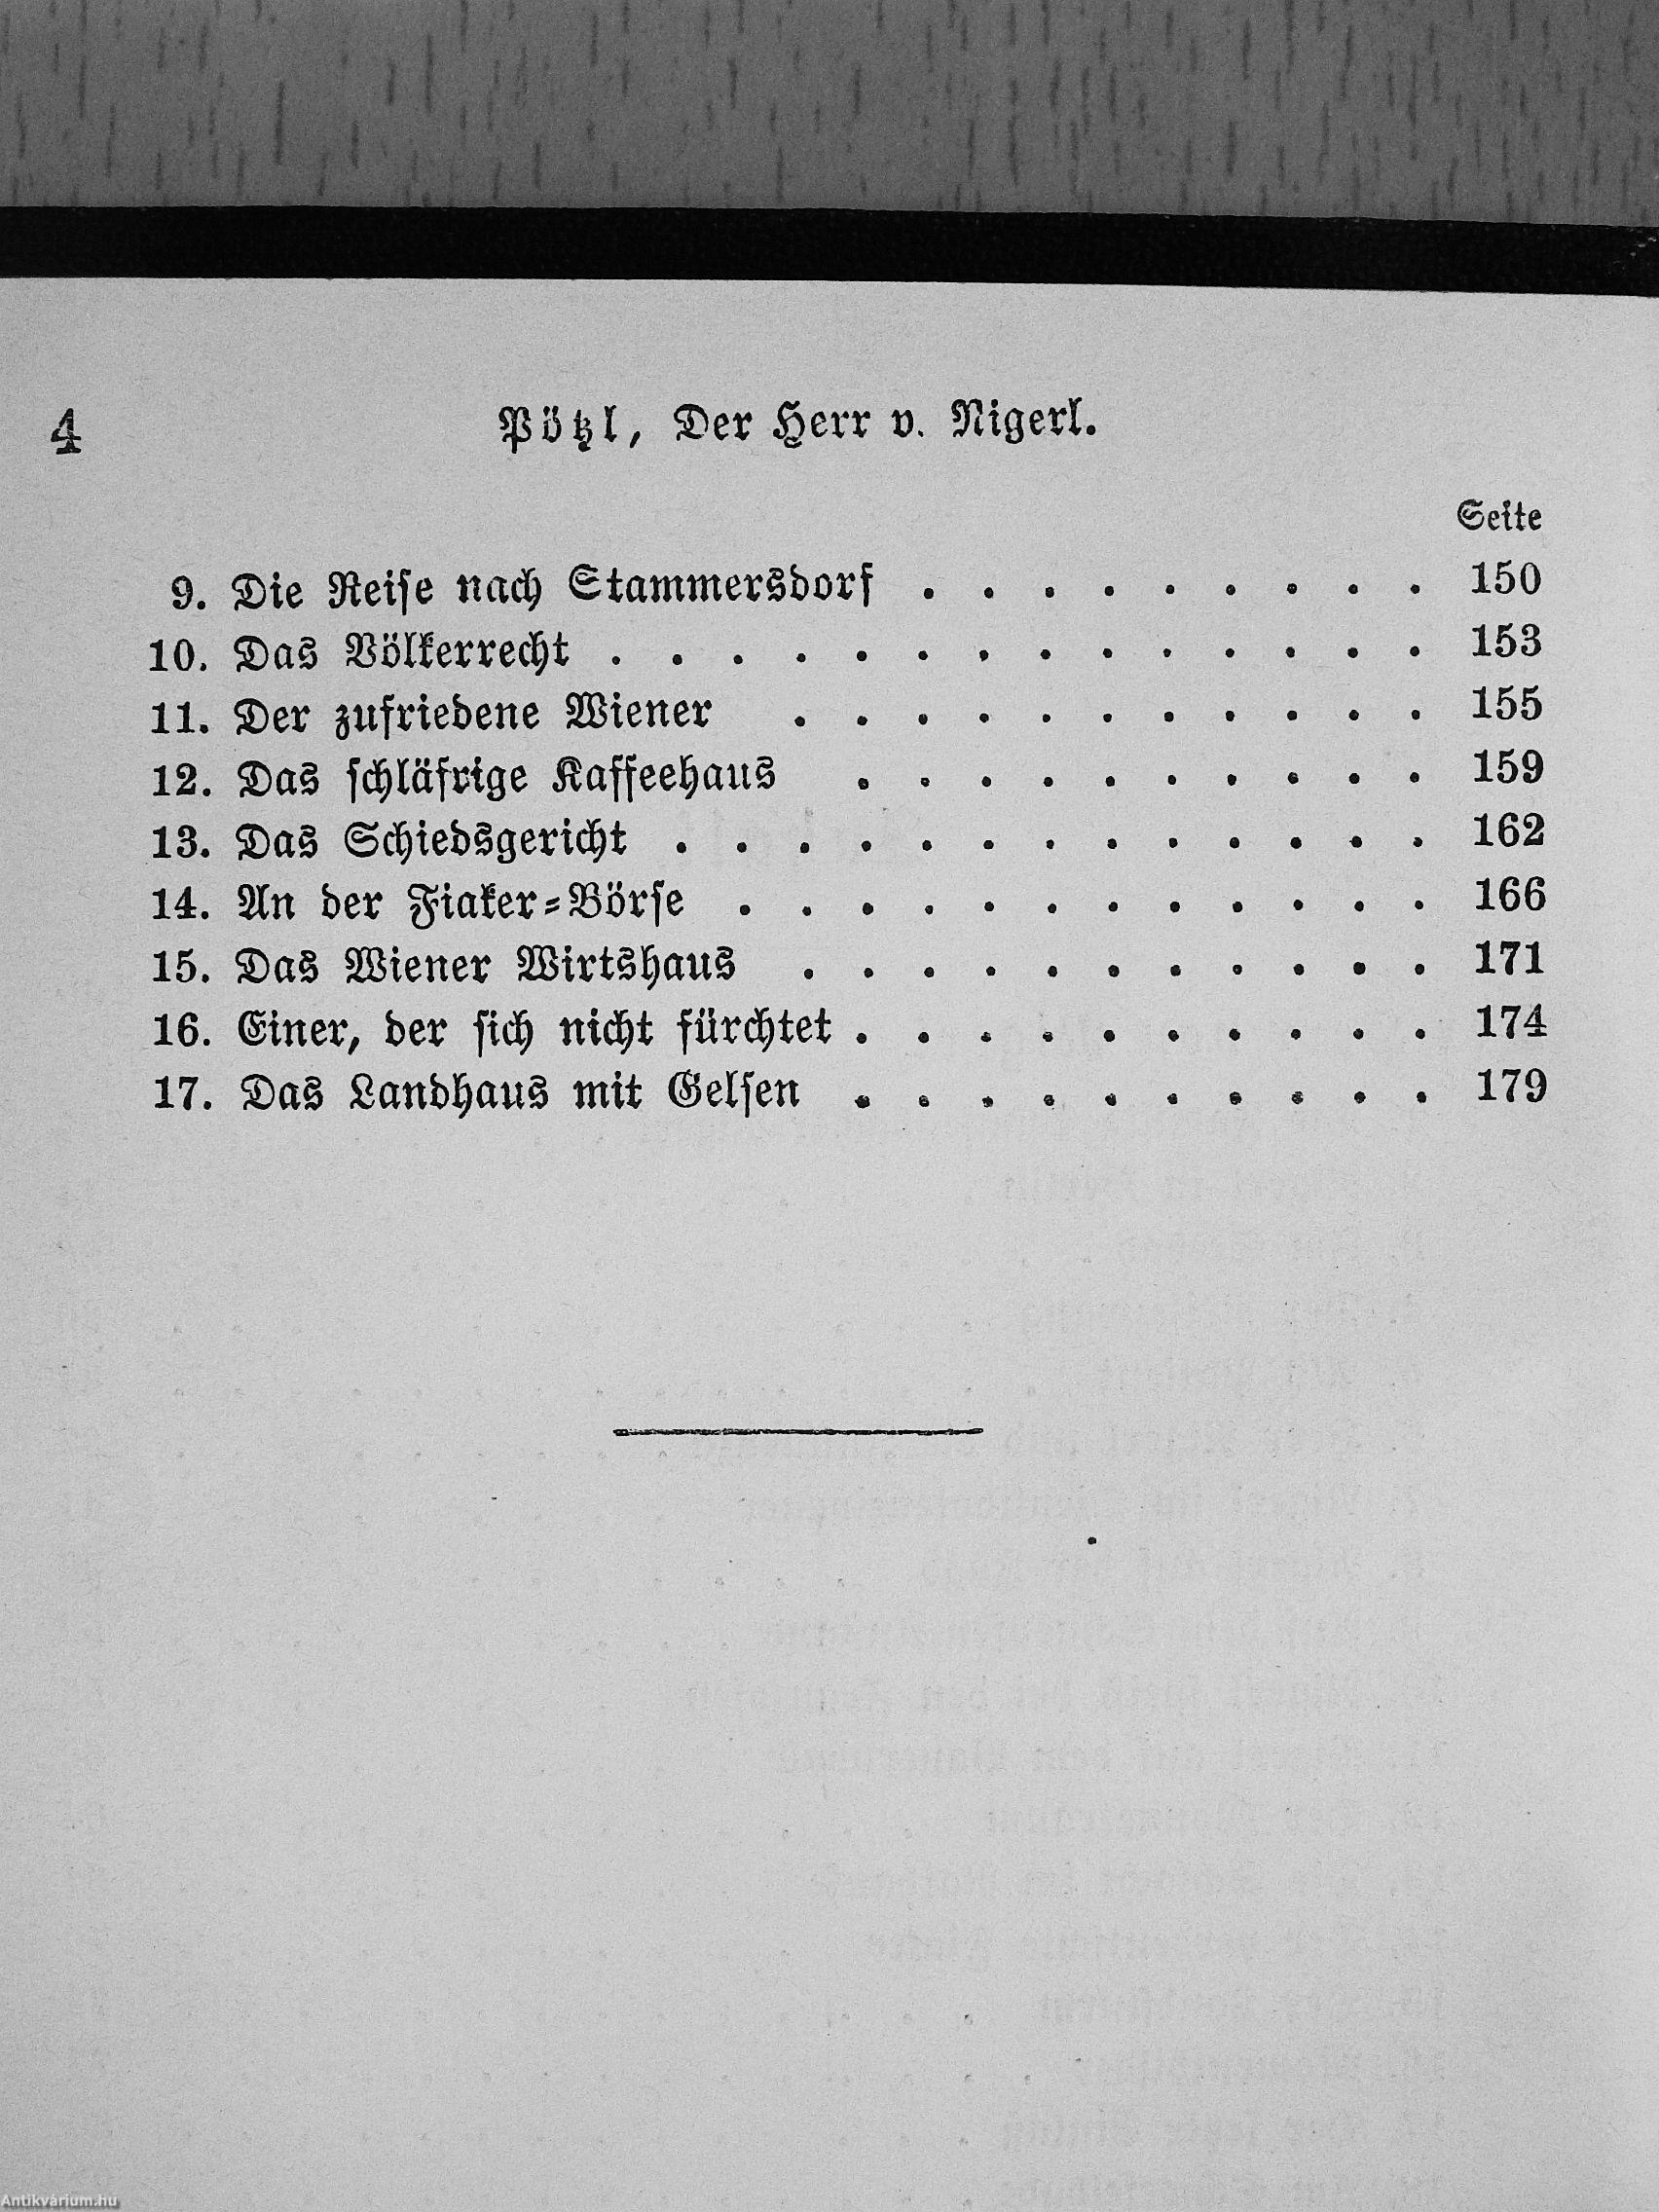 4 Pötzl, Der Herr v. Nigerl.
Seite
9. Die Reise nach Stammersdorf . . . . . . . . . 150
10. Das Völkerrecht . . . . . . . . . . . . . . 153
11. Der zufriedene Wiener . . . . . . . . . . . 155
12. Das schläfrige Kaffeehaus . . . . . . . . . . 159
13. Das Schiedsgericht . . . . . . . . . . . . . 162
14. An der Fiaker-Börse . . . . . . . . . . . . 166
15. Das Wiener Wirtshaus . . . . . . . . . . . 171
16. Einer, der sich nicht fürchtet . . . . . . . . . . 174
17. Das Landhaus mit Gelsen . . . . . . . . . . 179
Antikvárium.hu